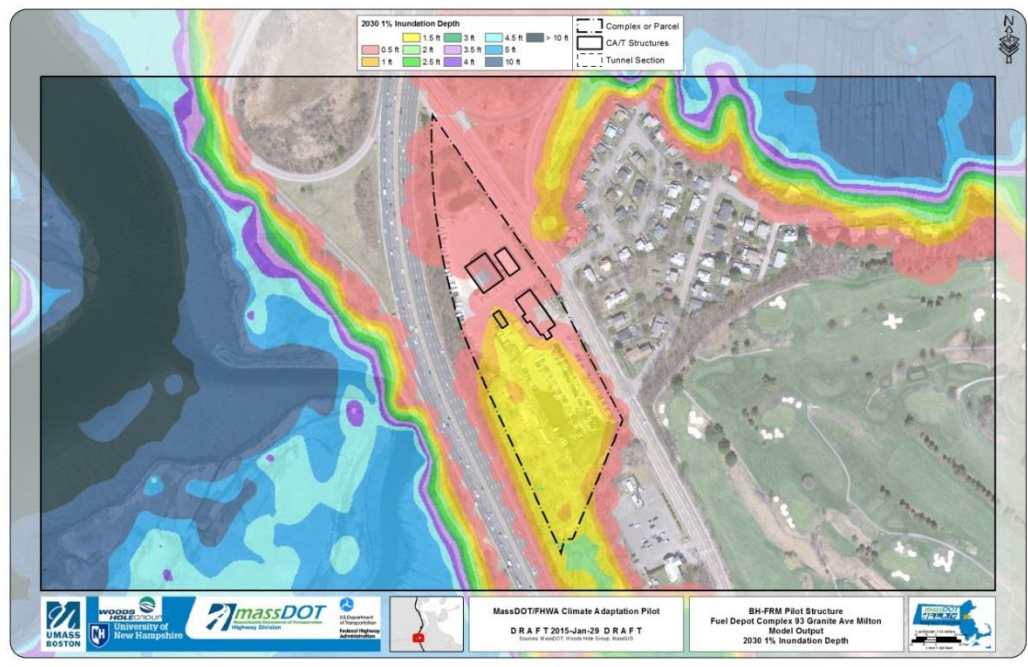 2030 1% Inundation Depth
0.5 ft
1 ft
1.5 ft
2 ft
2.5 ft
3 ft
3.5 ft
4 ft
4.5 ft
5 ft
10 ft
> 10 ft
Complex or Parcel
CA/T Structures
Tunnel Section
N
UMASS
BOSTON
WOODS
HOLE GROUP
NH
University of
New Hampshire
massDOT
Massachusetts Department of Transportation
Highway Division
U.S. Department
of Transportation
Federal Highway
Administration
MassDOT/FHWA Climate Adaptation Pilot
DRAFT 2015-Jan-29 DRAFT
Sources: MassDOT, Woods Hole Group, MassGIS
BH-FRM Pilot Structure
Fuel Depot Complex 93 Granite Ave Milton
Model Output
2030 1% Inundation Depth
massDOT